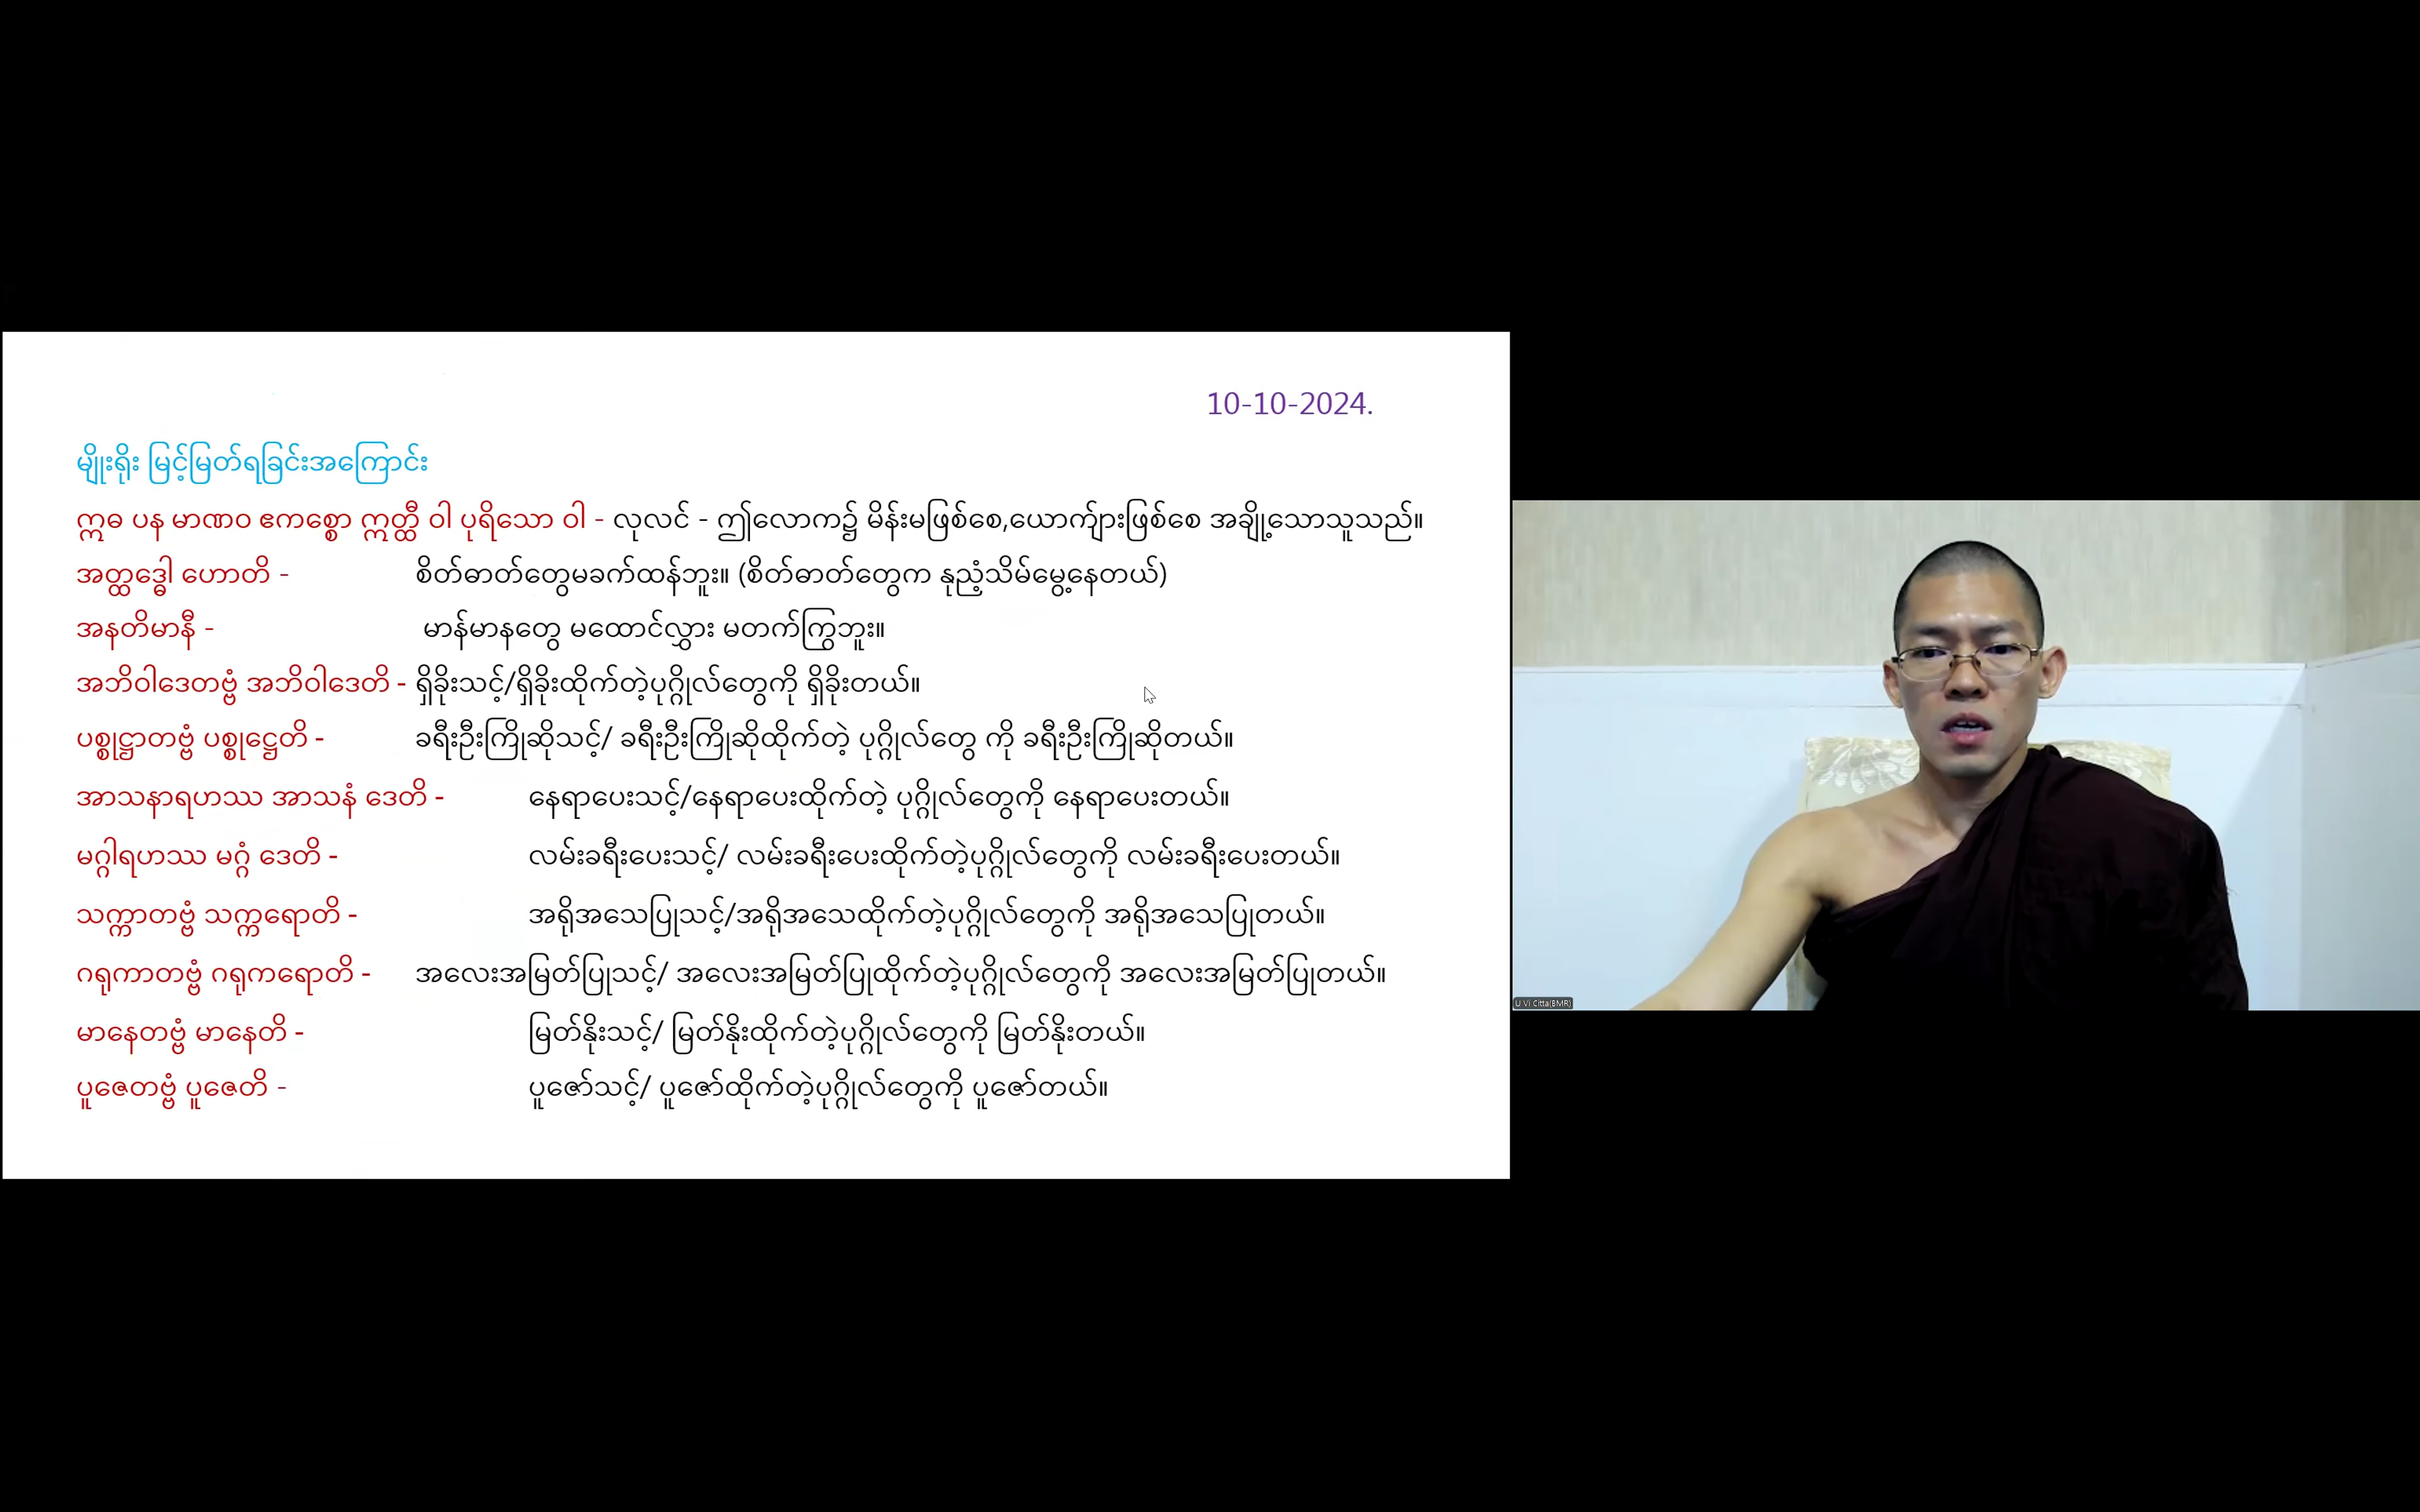 10-10-2024.
မျိုးရိုး မြင့်မြတ်ရခြင်းအကြောင်း
ဣဓ ပန မာဏဝ ဧကစ္စော ဣတ္ထီ ဝါ ပုရိသော ဝါ - လုလင် - ဤလောက၌ မိန်းမဖြစ်စေ,ယောက်ျားဖြစ်စေ အချို့သောသူသည်။
အတ္ထဒ္ဓေါ ဟောတိ - စိတ်ဓာတ်တွေမခက်ထန်ဘူး။ (စိတ်ဓာတ်တွေက နုညံ့သိမ်မွေ့နေတယ်)
အနတိမာနီ - မာန်မာနတွေ မထောင်လွှား မတက်ကြွဘူး။
အဘိဝါဒေတဗ္ဗံ အဘိဝါဒေတိ - ရှိခိုးသင့်/ရှိခိုးထိုက်တဲ့ပုဂ္ဂိုလ်တွေကို ရှိခိုးတယ်။
ပစ္စုဋ္ဌာတဗ္ဗံ ပစ္စုဋ္ဌေတိ - ခရီးဦးကြိုဆိုသင့်/ ခရီးဦးကြိုဆိုထိုက်တဲ့ ပုဂ္ဂိုလ်တွေ ကို ခရီးဦးကြိုဆိုတယ်။
အာသနာရဟဿ အာသနံ ဒေတိ - နေရာပေးသင့်/နေရာပေးထိုက်တဲ့ ပုဂ္ဂိုလ်တွေကို နေရာပေးတယ်။
မဂ္ဂါရဟဿ မဂ္ဂံ ဒေတိ - လမ်းခရီးပေးသင့်/ လမ်းခရီးပေးထိုက်တဲ့ပုဂ္ဂိုလ်တွေကို လမ်းခရီးပေးတယ်။
သက္ကာတဗ္ဗံ သက္ကရောတိ - အရိုအသေပြုသင့်/အရိုအသေထိုက်တဲ့ပုဂ္ဂိုလ်တွေကို အရိုအသေပြုတယ်။
ဂရုကာတဗ္ဗံ ဂရုကရောတိ - အလေးအမြတ်ပြုသင့်/ အလေးအမြတ်ပြုထိုက်တဲ့ပုဂ္ဂိုလ်တွေကို အလေးအမြတ်ပြုတယ်။
မာနေတဗ္ဗံ မာနေတိ - မြတ်နိုးသင့်/ မြတ်နိုးထိုက်တဲ့ပုဂ္ဂိုလ်တွေကို မြတ်နိုးတယ်။
ပူဇေတဗ္ဗံ ပူဇေတိ - ပူဇော်သင့်/ ပူဇော်ထိုက်တဲ့ပုဂ္ဂိုလ်တွေကို ပူဇော်တယ်။
U Vi Citta(BMR)